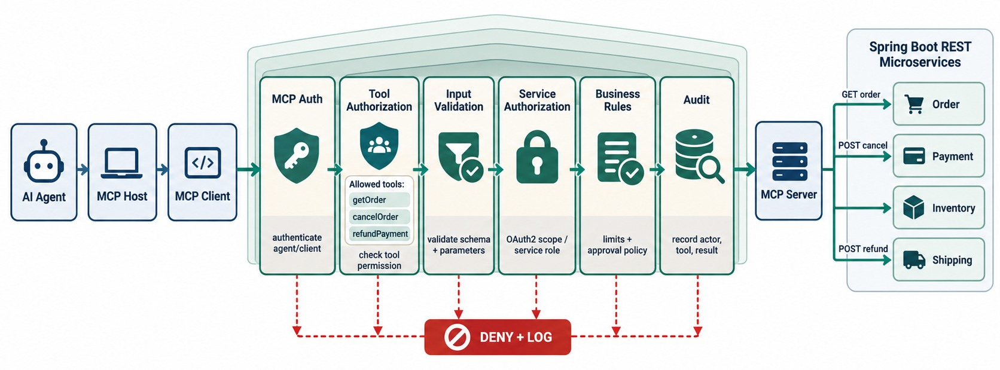 AI Agent
MCP Host
MCP Client
MCP Auth
authenticate
agent/client
Tool
Authorization
Allowed tools:
getOrder
cancelOrder
refundPayment
check tool
permission
Input
Validation
validate schema
+ parameters
Service
Authorization
OAuth2 scope /
service role
Business
Rules
limits +
approval policy
Audit
record actor,
tool, result
DENY + LOG
MCP Server
Spring Boot REST
Microservices
GET order
Order
POST cancel
Payment
Inventory
POST refund
Shipping